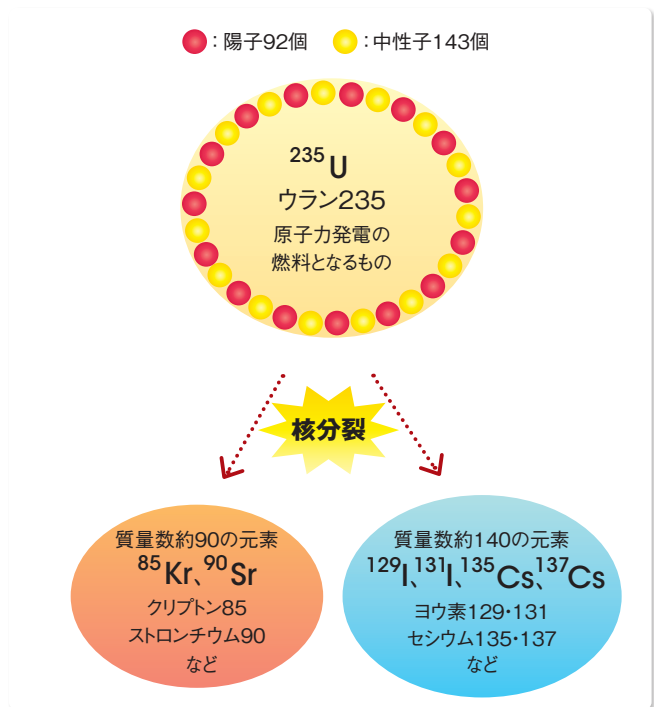 ：陽子92個 ：中性子143個
235U
ウラン235
原子力発電の
燃料となるもの
核分裂
質量数約90の元素
85Kr、90Sr
クリプトン85
ストロンチウム90
など
質量数約140の元素
129I、131I、135Cs、137Cs
ヨウ素129・131
セシウム135・137
など